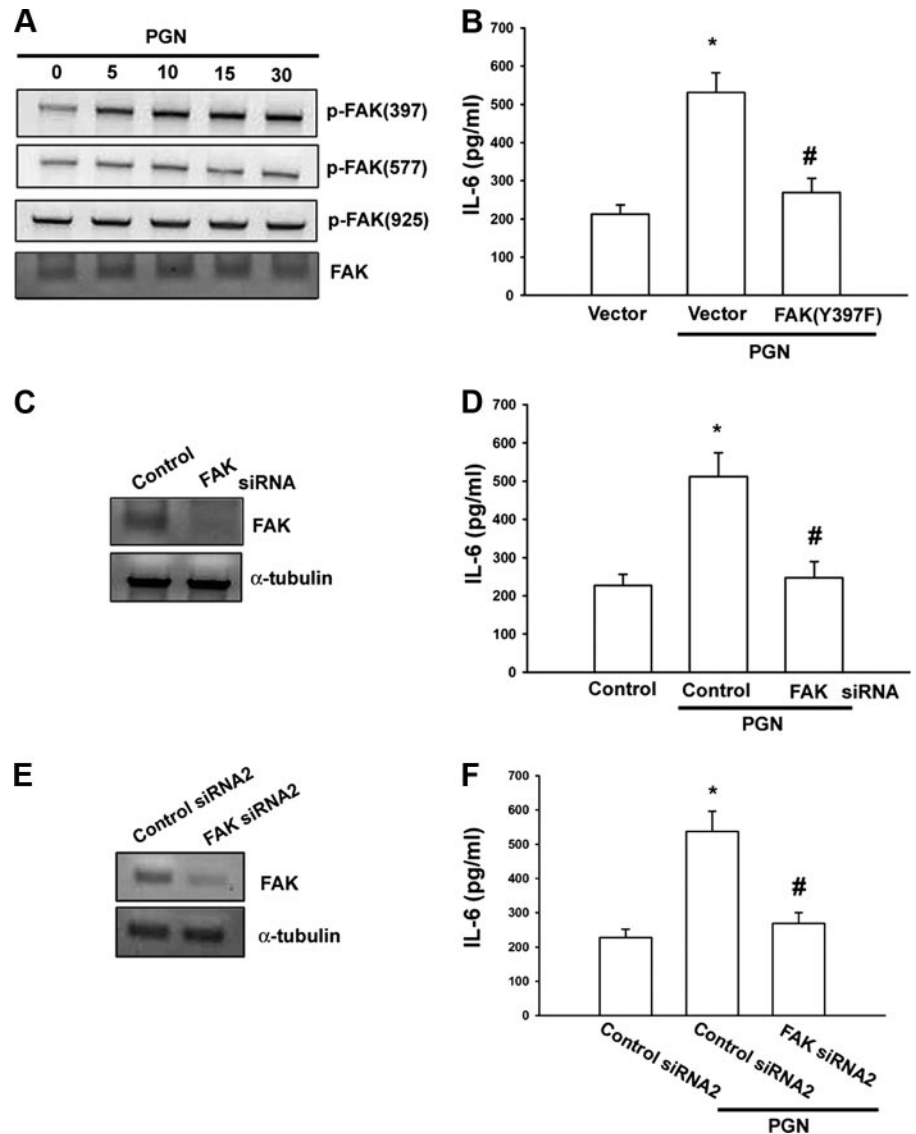 A
PGN
0 5 10 15 30
p-FAK(397)
p-FAK(577)
p-FAK(925)
FAK
B
IL-6 (pg/ml)
700
600
500
400
300
200
100
0
*
#
Vector Vector FAK(Y397F)
PGN
C
Control FAK siRNA
FAK
α-tubulin
D
IL-6 (pg/ml)
700
600
500
400
300
200
100
0
*
#
Control Control FAK siRNA
PGN
E
Control siRNA2 FAK siRNA2
FAK
α-tubulin
F
IL-6 (pg/ml)
700
600
500
400
300
200
100
0
*
#
Control siRNA2 Control siRNA2 FAK siRNA2
PGN